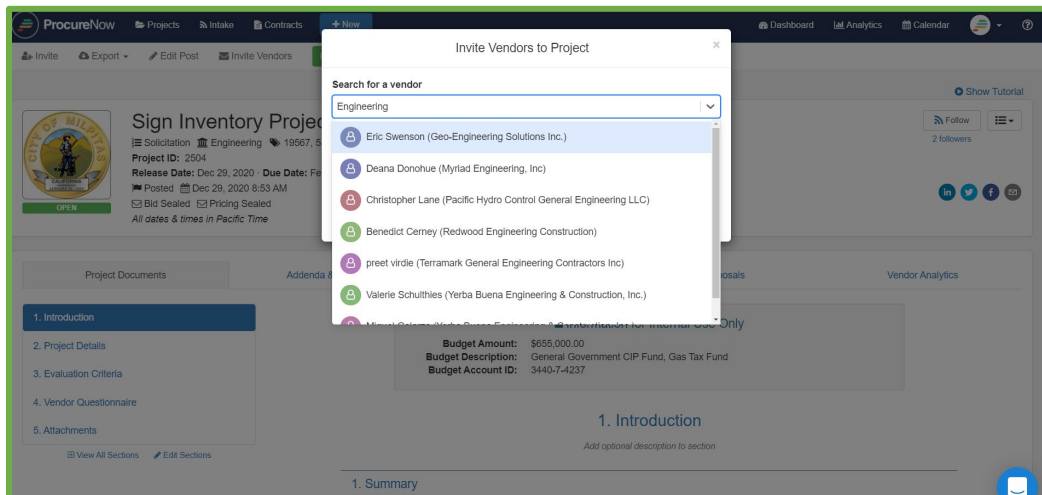 ProcureNow Projects Intake Contracts + New Dashboard Analytics Calendar
Invite Export Edit Post Invite Vendors
Invite Vendors to Project ×
Search for a vendor
Engineering
Eric Swenson (Geo-Engineering Solutions Inc.)
Deana Donohue (Myriad Engineering, Inc)
Christopher Lane (Pacific Hydro Control General Engineering LLC)
Benedict Cerney (Redwood Engineering Construction)
preet virdie (Terramark General Engineering Contractors Inc)
Valerie Schulthies (Yerba Buena Engineering & Construction, Inc.)
Show Tutorial
CITY OF MILPITAS
CALIFORNIA
OPEN
Sign Inventory Projec
Solicitation Engineering 19567, 5
Project ID: 2504
Release Date: Dec 29, 2020 · Due Date: Fe
Posted Dec 29, 2020 8:53 AM
Bid Sealed Pricing Sealed
All dates & times in Pacific Time
Follow
2 followers
Project Documents Addenda & Vendor Analytics
1. Introduction
2. Project Details
3. Evaluation Criteria
4. Vendor Questionnaire
5. Attachments
View All Sections Edit Sections
for Internal Use Only
Budget Amount: $655,000.00
Budget Description: General Government CIP Fund, Gas Tax Fund
Budget Account ID: 3440-7-4237
1. Introduction
Add optional description to section
1. Summary